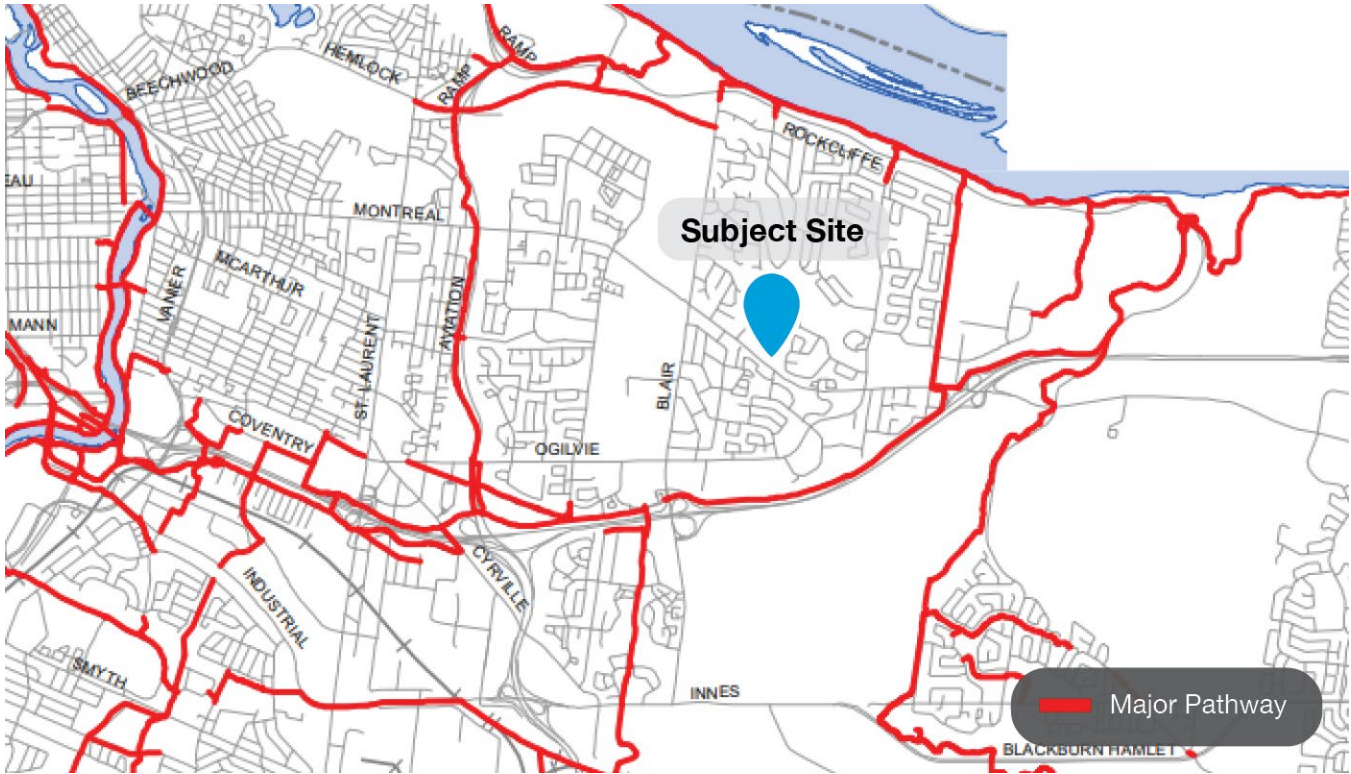 RAMP
HEMLOCK
RAMP
BEECHWOOD
ROCKCLIFFE
EAU
MONTREAL
Subject Site
MCARTHUR
VANIER
AVIATION
MANN
ST. LAURENT
BLAIR
COVENTRY
OGILVIE
CYRVILLE
INDUSTRIAL
SMYTH
INNES
Major Pathway
BLACKBURN HAMLET